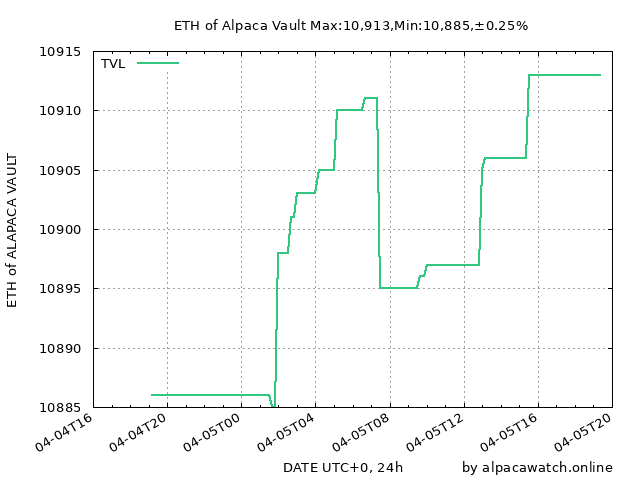 ETH of Alpaca Vault Max:10,913,Min:10,885,±0.25%
TVL
ETH of ALAPACA VAULT
10915
10910
10905
10900
10895
10890
10885
04-04T16
04-04T20
04-05T00
04-05T04
04-05T08
04-05T12
04-05T16
04-05T20
DATE UTC+0, 24h
by alpacawatch.online